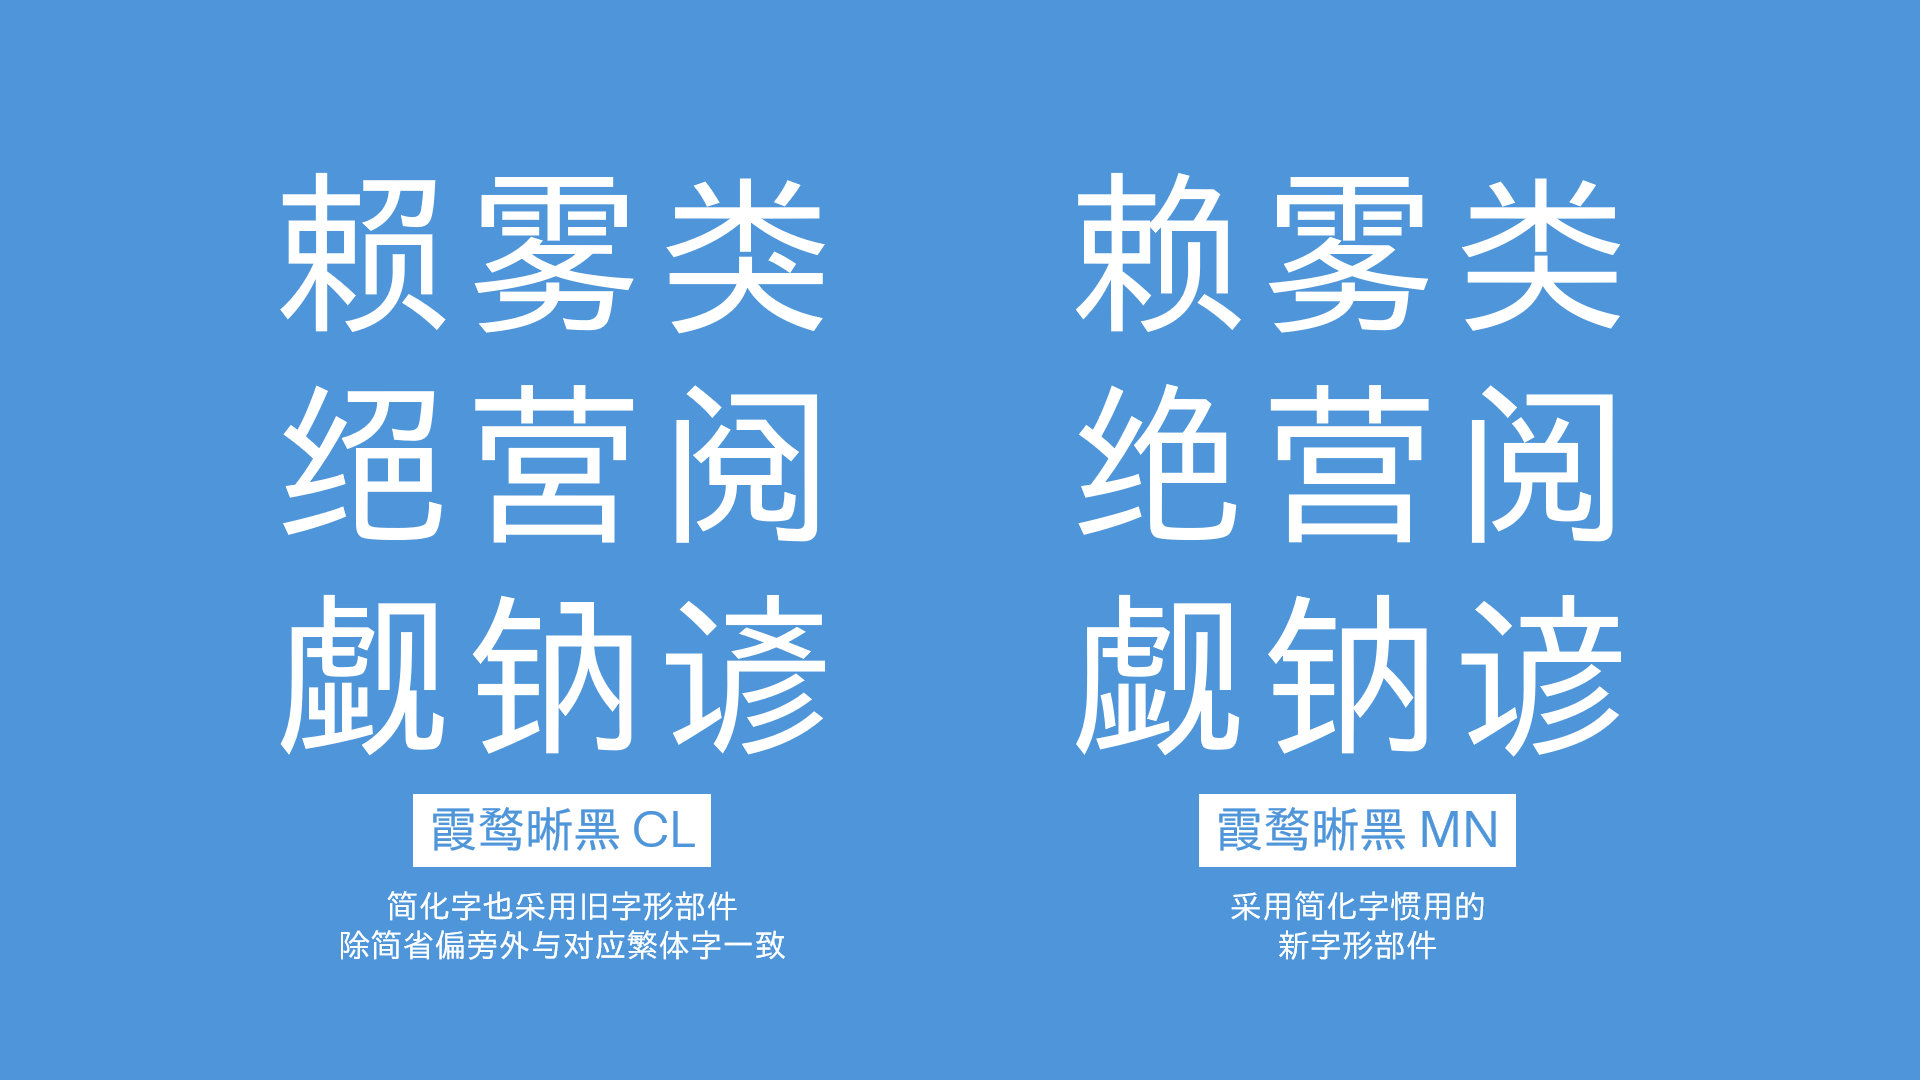 赖雾类
绝营阅
觑钠谚
霞鹜晰黑 CL
简化字也采用旧字形部件
除简省偏旁外与对应繁体字一致
赖雾类
绝营阅
觑钠谚
霞鹜晰黑 MN
采用简化字惯用的
新字形部件